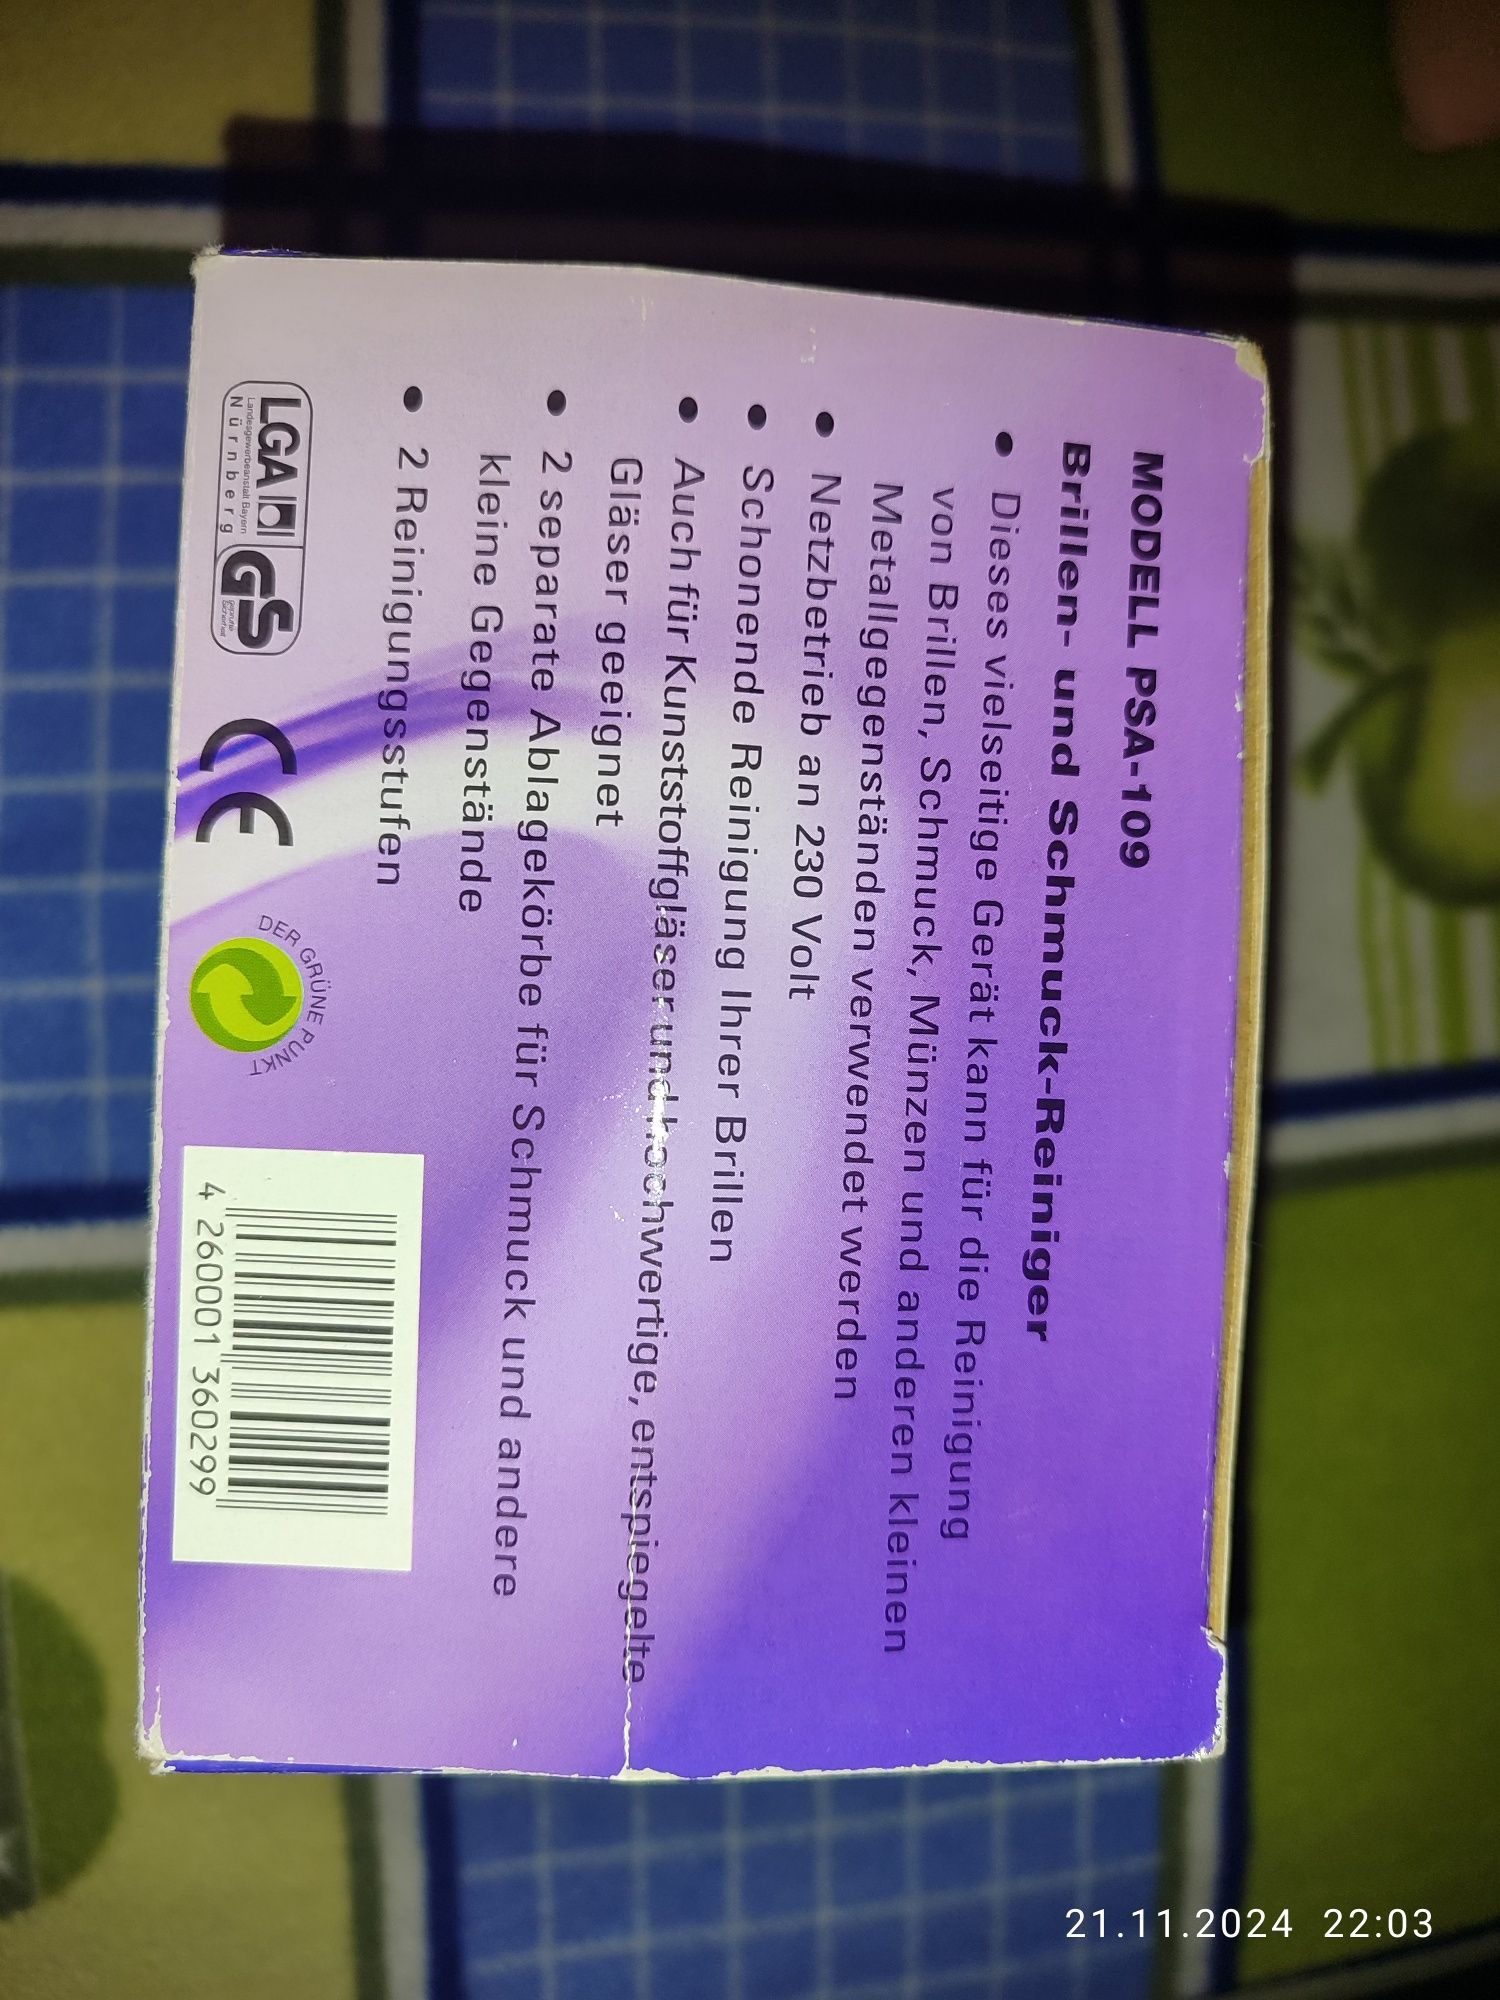 MODELL PSA-109
Brillen- und Schmuck-Reiniger
• Dieses vielseitige Gerät kann für die Reinigung
von Brillen, Schmuck, Münzen und anderen kleinen
Metallgegenständen verwendet werden
• Netzbetrieb an 230 Volt
• Schonende Reinigung Ihrer Brillen
• Auch für Kunststoffgläser und hochwertige, entspiegelte
Gläser geeignet
• 2 separate Ablagekörbe für Schmuck und andere
kleine Gegenstände
• 2 Reinigungsstufen
LGA
Landesgewerbeanstalt Bayern
Nürnberg
GS
geprüfte
Sicherheit
CE
DER GRÜNE PUNKT
4 260001 360299
21.11.2024 22:03